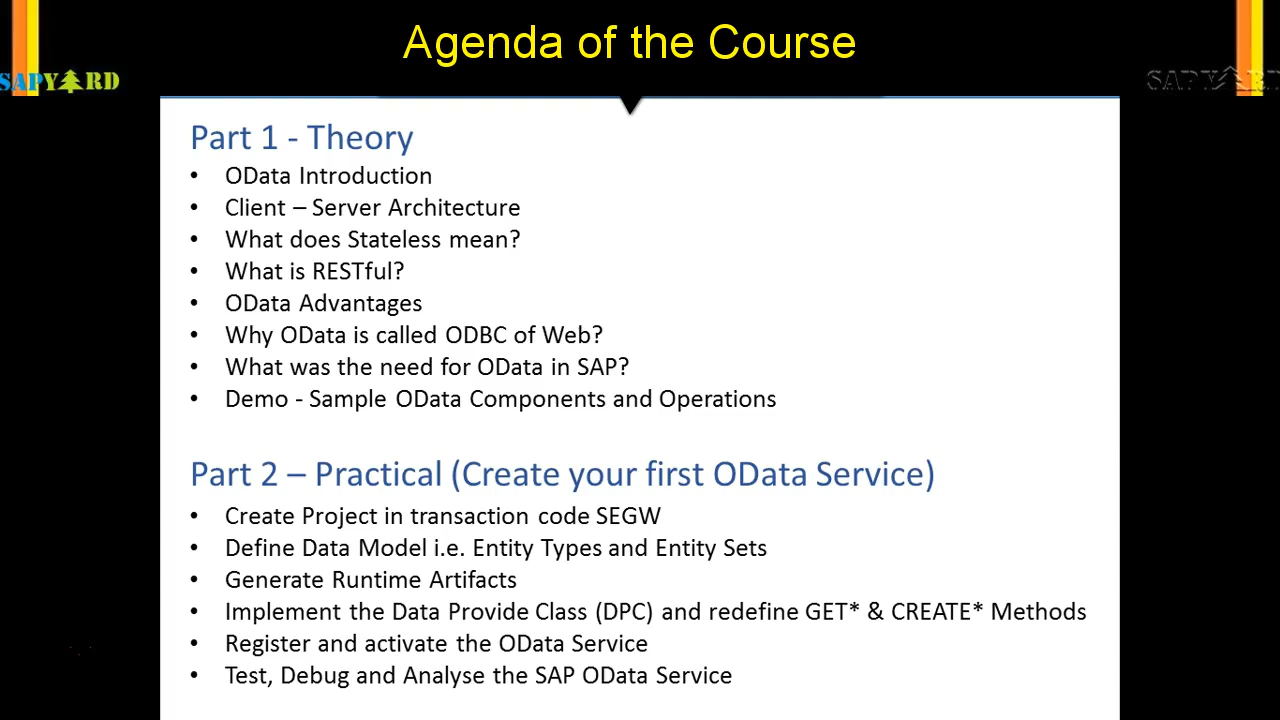 Agenda of the Course
SAPYARD
SAPYARD
Part 1 - Theory
• OData Introduction
• Client – Server Architecture
• What does Stateless mean?
• What is RESTful?
• OData Advantages
• Why OData is called ODBC of Web?
• What was the need for OData in SAP?
• Demo - Sample OData Components and Operations
Part 2 – Practical (Create your first OData Service)
• Create Project in transaction code SEGW
• Define Data Model i.e. Entity Types and Entity Sets
• Generate Runtime Artifacts
• Implement the Data Provide Class (DPC) and redefine GET* & CREATE* Methods
• Register and activate the OData Service
• Test, Debug and Analyse the SAP OData Service